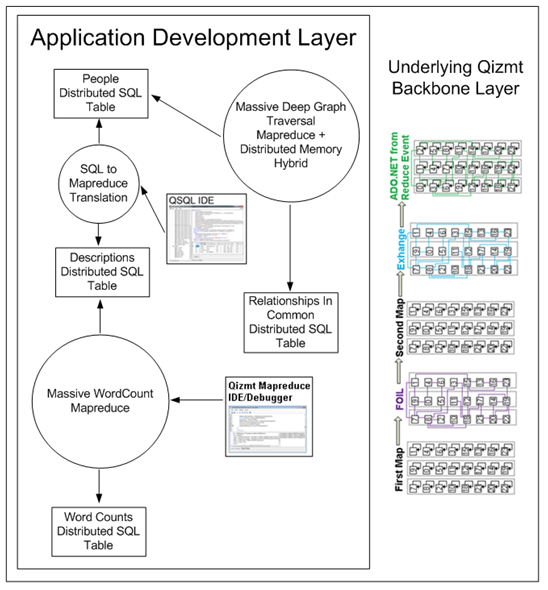 Application Development Layer
People
Distributed SQL
Table
Massive Deep Graph
Traversal
Mapreduce +
Distributed Memory
Hybrid
SQL to
Mapreduce
Translation
QSQL IDE
Descriptions
Distributed SQL
Table
Relationships In
Common
Distributed SQL
Table
Massive WordCount
Mapreduce
Qizmt Mapreduce
IDE/Debugger
Word Counts
Distributed SQL
Table
Underlying Qizmt
Backbone Layer
ADO.NET from
Reduce Event
Exhange
Second Map
FOIL
First Map